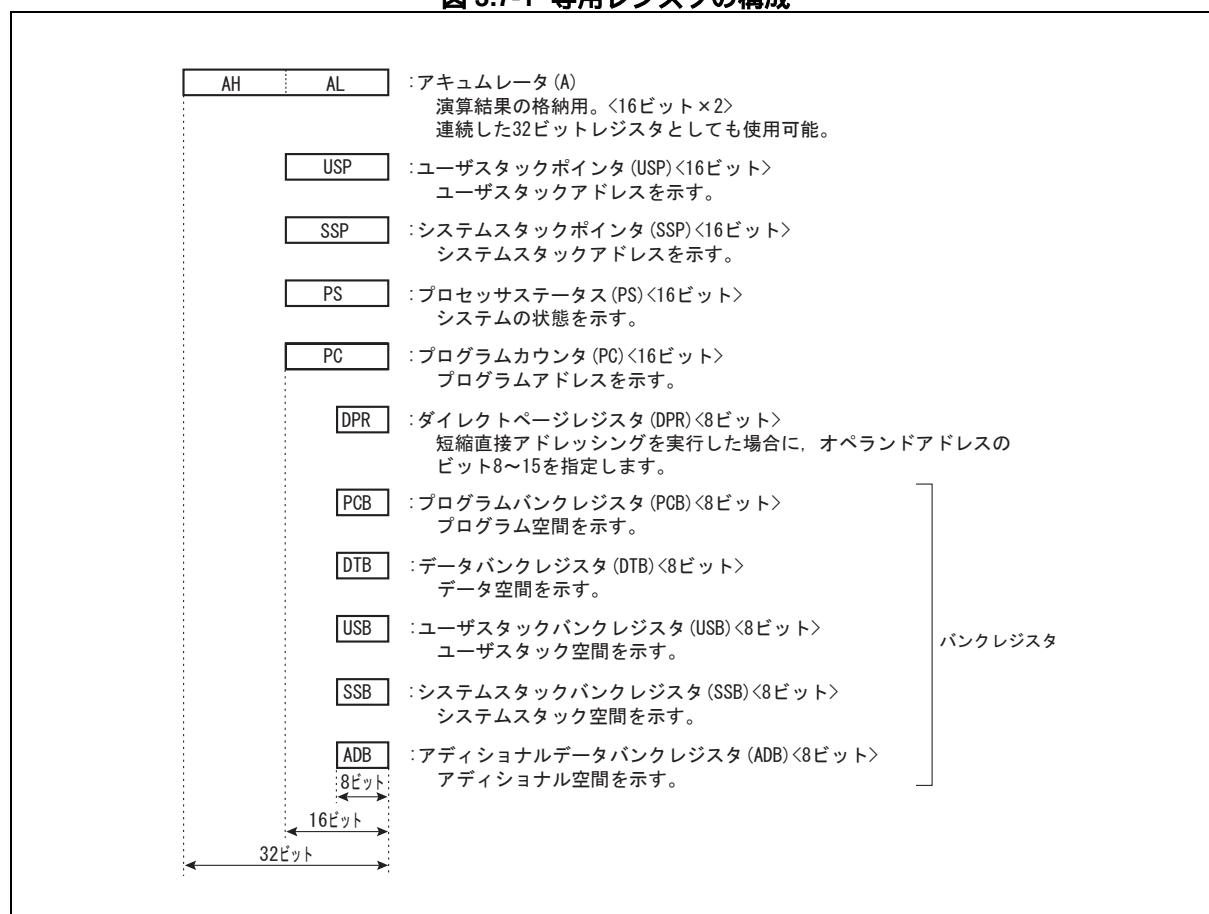 図 3.7-1 専用レジスタの構成
AH AL :アキュムレータ(A)
演算結果の格納用。<16ビット×2>
連続した32ビットレジスタとしても使用可能。
USP :ユーザスタックポインタ(USP)<16ビット>
ユーザスタックアドレスを示す。
SSP :システムスタックポインタ(SSP)<16ビット>
システムスタックアドレスを示す。
PS :プロセッサステータス(PS)<16ビット>
システムの状態を示す。
PC :プログラムカウンタ(PC)<16ビット>
プログラムアドレスを示す。
DPR :ダイレクトページレジスタ(DPR)<8ビット>
短縮直接アドレッシングを実行した場合に，オペランドアドレスの
ビット8〜15を指定します。
PCB :プログラムバンクレジスタ(PCB)<8ビット>
プログラム空間を示す。
DTB :データバンクレジスタ(DTB)<8ビット>
データ空間を示す。
USB :ユーザスタックバンクレジスタ(USB)<8ビット>
ユーザスタック空間を示す。
バンクレジスタ
SSB :システムスタックバンクレジスタ(SSB)<8ビット>
システムスタック空間を示す。
ADB :アディショナルデータバンクレジスタ(ADB)<8ビット>
アディショナル空間を示す。
8ビット
16ビット
32ビット